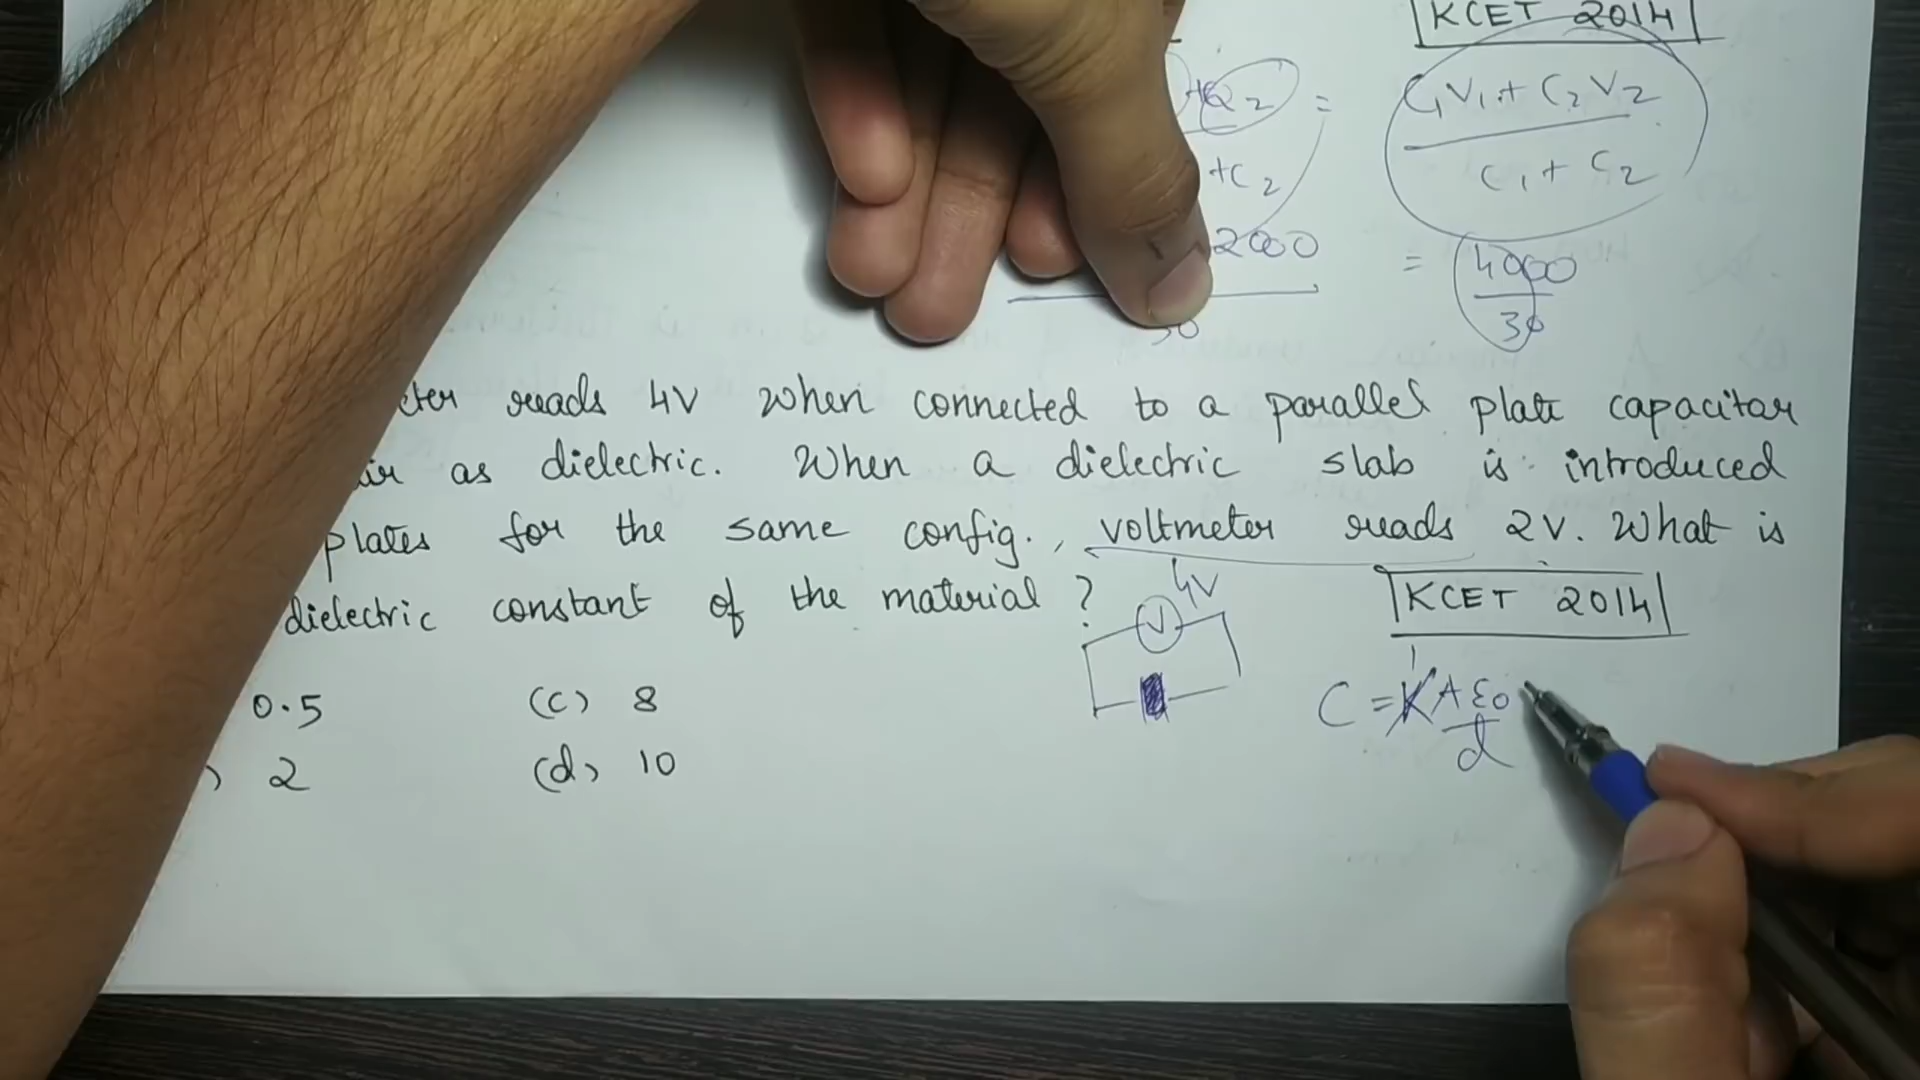 KCET 2014
+Q2 = C1V1 + C2V2
+C2 C1 + C2
2000 = 4000
30 30
reads 4V When connected to a parallel plate capacitor
as dielectric. When a dielectric slab is introduced
plates for the same config., voltmeter reads 2V. What is
dielectric constant of the material ?
4V
V
KCET 2014
1
C = KAε0
d
0.5 (c) 8
) 2 (d) 10